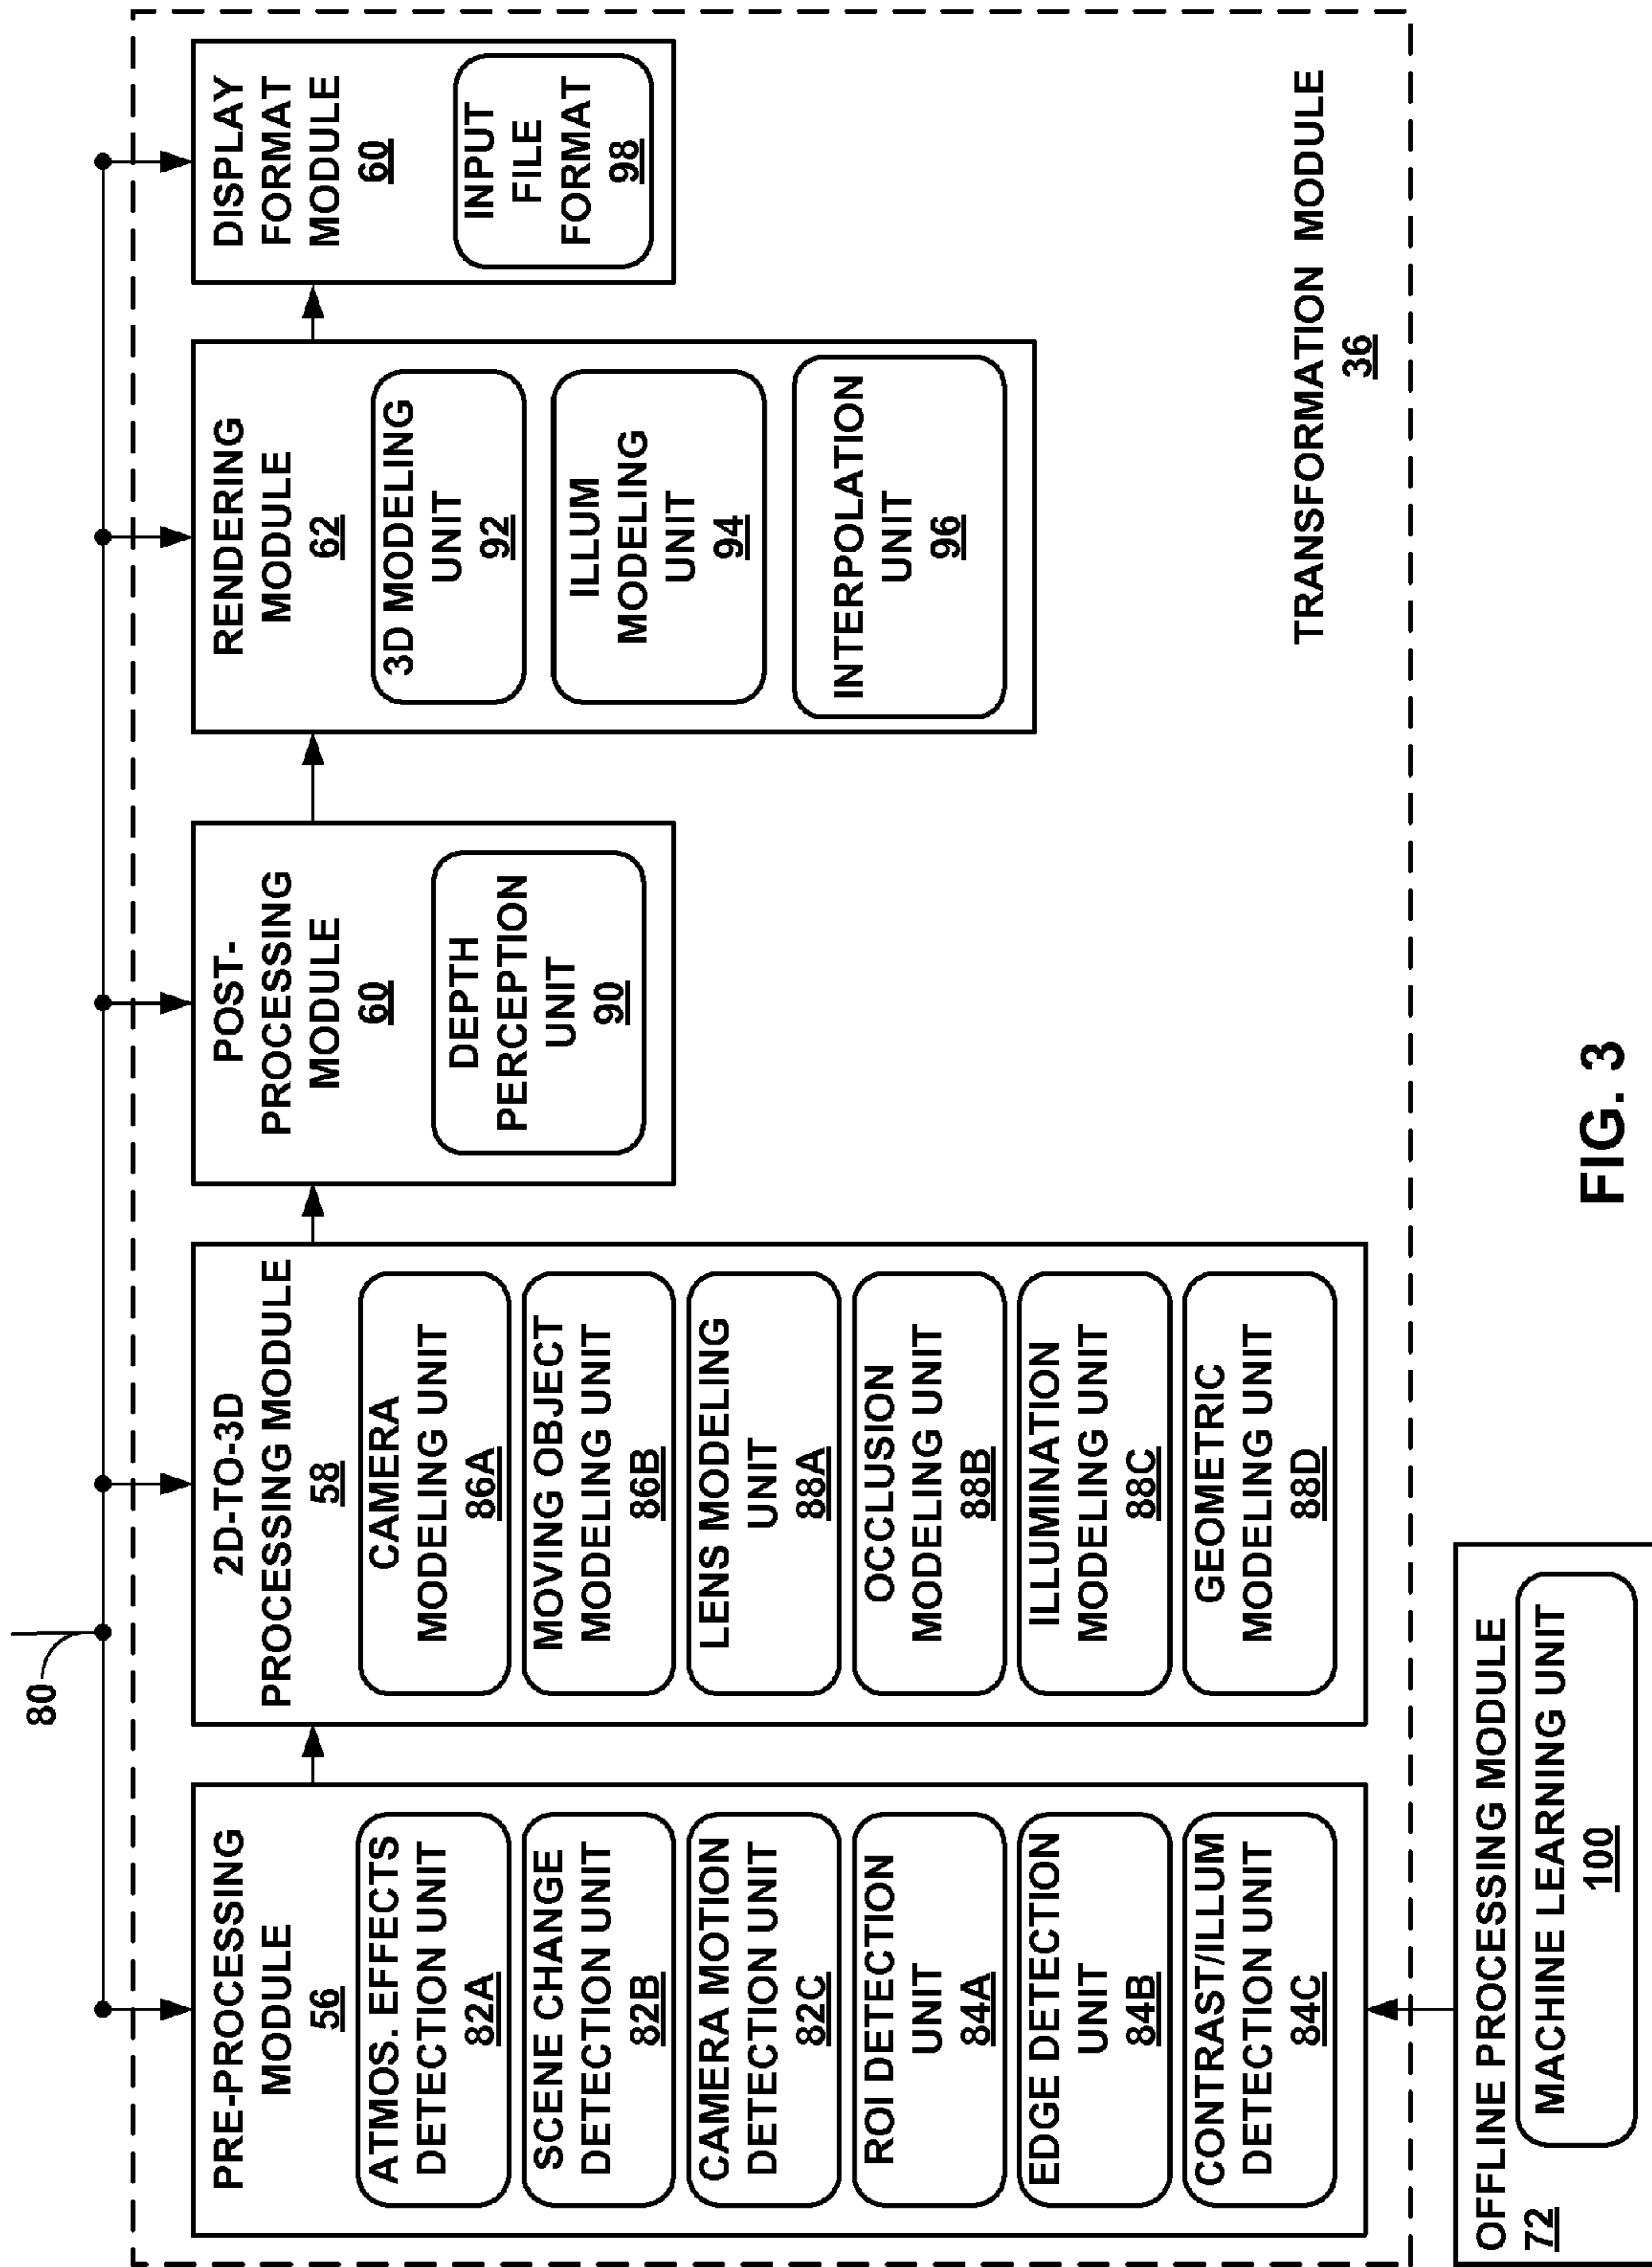 80
PRE-PROCESSING
MODULE
56
ATMOS. EFFECTS
DETECTION UNIT
82A
SCENE CHANGE
DETECTION UNIT
82B
CAMERA MOTION
DETECTION UNIT
82C
ROI DETECTION
UNIT
84A
EDGE DETECTION
UNIT
84B
CONTRAST/ILLUM
DETECTION UNIT
84C
2D-TO-3D
PROCESSING MODULE
58
CAMERA
MODELING UNIT
86A
MOVING OBJECT
MODELING UNIT
86B
LENS MODELING
UNIT
88A
OCCLUSION
MODELING UNIT
88B
ILLUMINATION
MODELING UNIT
88C
GEOMETRIC
MODELING UNIT
88D
POST-
PROCESSING
MODULE
60
DEPTH
PERCEPTION
UNIT
90
RENDERING
MODULE
62
3D MODELING
UNIT
92
ILLUM
MODELING
UNIT
94
INTERPOLATION
UNIT
96
DISPLAY
FORMAT
MODULE
60
INPUT
FILE
FORMAT
98
TRANSFORMATION MODULE
36
OFFLINE PROCESSING MODULE
72
MACHINE LEARNING UNIT
100
FIG. 3